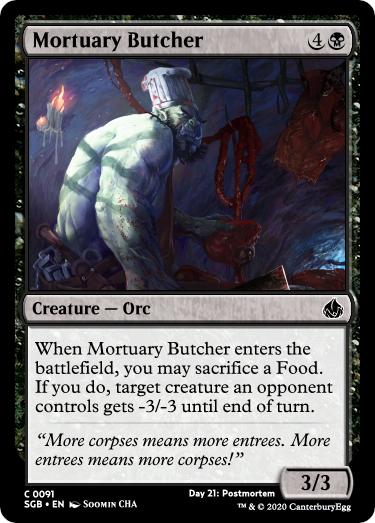 Mortuary Butcher 4
Creature — Orc
When Mortuary Butcher enters the
battlefield, you may sacrifice a Food.
If you do, target creature an opponent
controls gets -3/-3 until end of turn.
“More corpses means more entrees. More
entrees means more corpses!”
3/3
C 0091 Day 21: Postmortem
SGB • EN Soomin CHA ™ & © 2020 CanterburyEgg